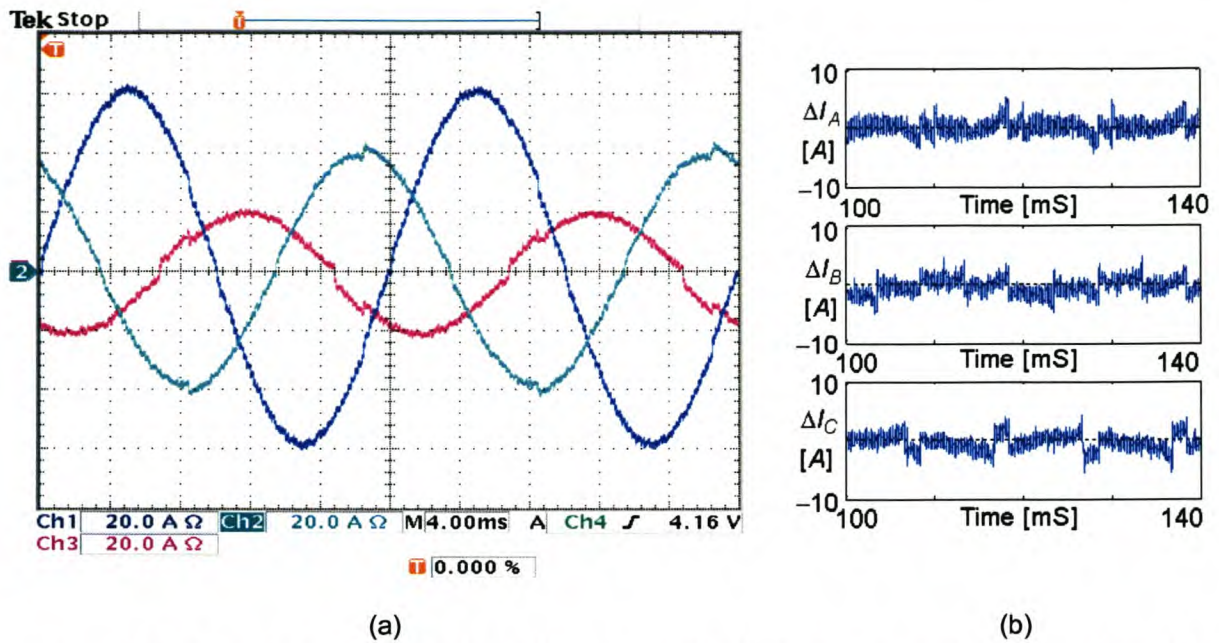 Tek Stop
T
T
2
Ch1 20.0 A Ω Ch2 20.0 A Ω M 4.00ms A Ch4 ʃ 4.16 V
Ch3 20.0 A Ω
T 0.000 %
(a)
10
ΔI_A
[A]
−10
100 Time [mS] 140
10
ΔI_B
[A]
−10
100 Time [mS] 140
10
ΔI_C
[A]
−10
100 Time [mS] 140
(b)